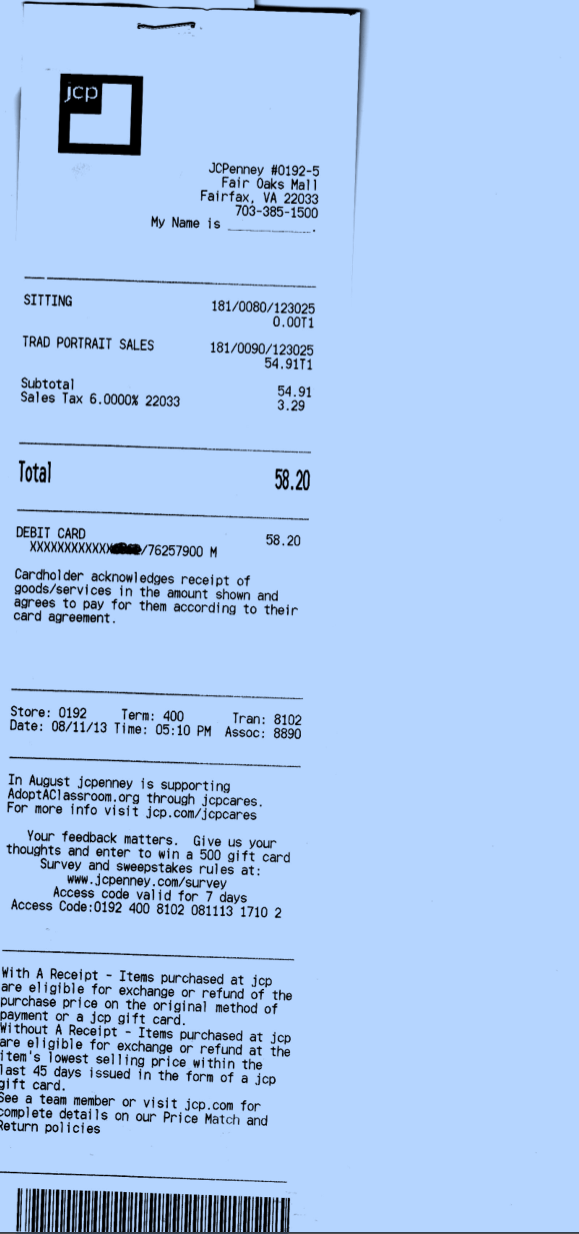 jcp
JCPenney #0192-5
Fair Oaks Mall
Fairfax, VA 22033
703-385-1500
My Name is ____________.
SITTING 181/0080/123025
0.00T1
TRAD PORTRAIT SALES 181/0090/123025
54.91T1
Subtotal 54.91
Sales Tax 6.0000% 22033 3.29
Total 58.20
DEBIT CARD 58.20
XXXXXXXXXXXX/76257900 M
Cardholder acknowledges receipt of
goods/services in the amount shown and
agrees to pay for them according to their
card agreement.
Store: 0192 Term: 400 Tran: 8102
Date: 08/11/13 Time: 05:10 PM Assoc: 8890
In August jcpenney is supporting
AdoptAClassroom.org through jcpcares.
For more info visit jcp.com/jcpcares
Your feedback matters. Give us your
thoughts and enter to win a 500 gift card
Survey and sweepstakes rules at:
www.jcpenney.com/survey
Access code valid for 7 days
Access Code:0192 400 8102 081113 1710 2
With A Receipt - Items purchased at jcp
are eligible for exchange or refund of the
purchase price on the original method of
payment or a jcp gift card.
Without A Receipt - Items purchased at jcp
are eligible for exchange or refund at the
item's lowest selling price within the
last 45 days issued in the form of a jcp
gift card.
See a team member or visit jcp.com for
complete details on our Price Match and
Return policies